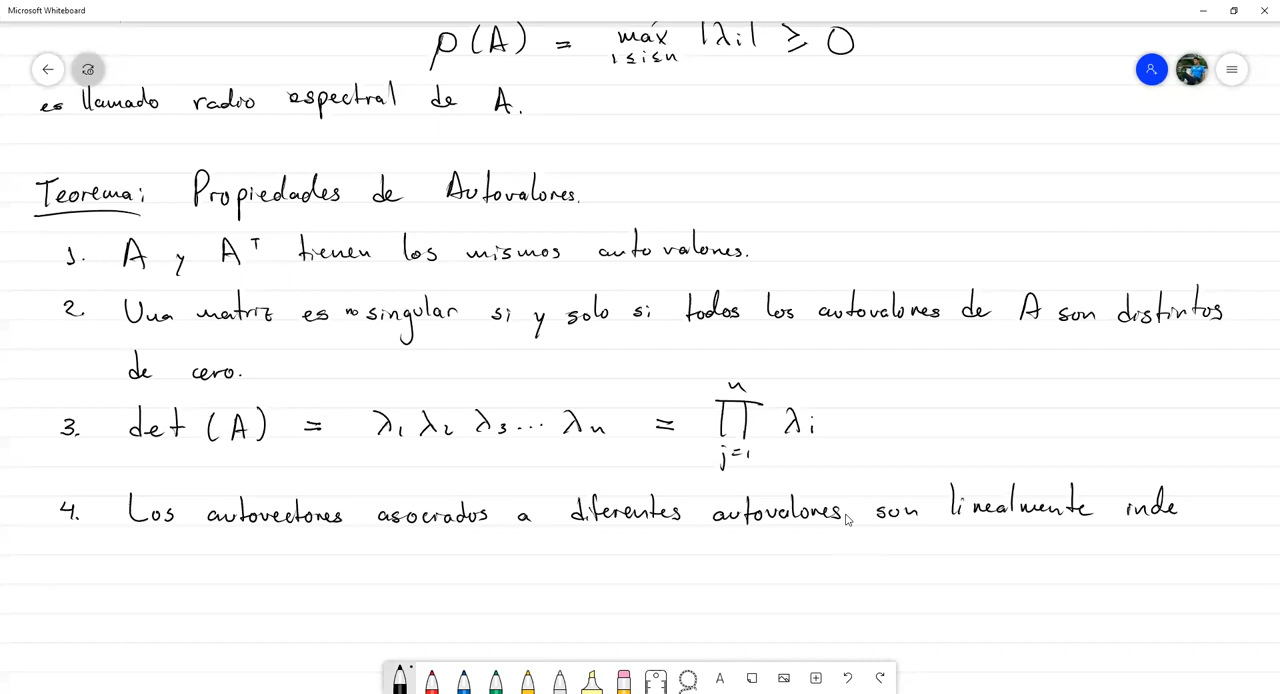 Microsoft Whiteboard
ρ(A) = máx |λi| ≥ 0
1≤i≤n
es llamado radio espectral de A.
Teorema: Propiedades de Autovalores.
1. A y Aᵀ tienen los mismos autovalores.
2. Una matriz es no singular si y solo si todos los autovalores de A son distintos
de cero.
3. det(A) = λ₁ λ₂ λ₃ ... λn = ∏ⁿ_{j=1} λi
4. Los autovectores asociados a diferentes autovalores, son linealmente inde